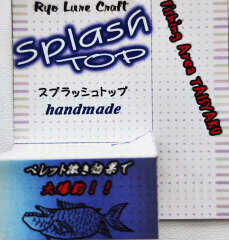 Ryo Lure Craft
Splash
TOP
スプラッシュトップ
handmade
Fishing Area TAISYAKU
ペレット撒き効果で
大爆釣！！